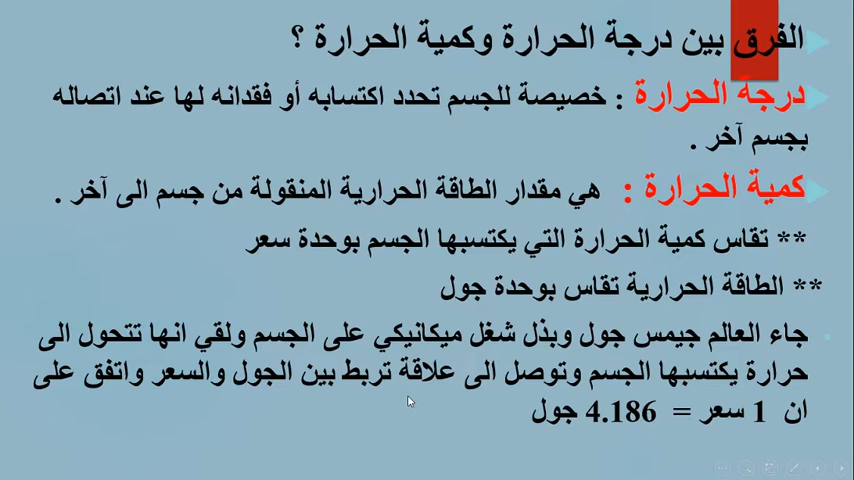 الفرق بين درجة الحرارة وكمية الحرارة ؟
درجة الحرارة : خصيصة للجسم تحدد اكتسابه أو فقدانه لها عند اتصاله
بجسم آخر .
كمية الحرارة : هي مقدار الطاقة الحرارية المنقولة من جسم الى آخر .
** تقاس كمية الحرارة التي يكتسبها الجسم بوحدة سعر
** الطاقة الحرارية تقاس بوحدة جول
جاء العالم جيمس جول وبذل شغل ميكانيكي على الجسم ولقي انها تتحول الى
حرارة يكتسبها الجسم وتوصل الى علاقة تربط بين الجول والسعر واتفق على
ان 1 سعر = 4.186 جول